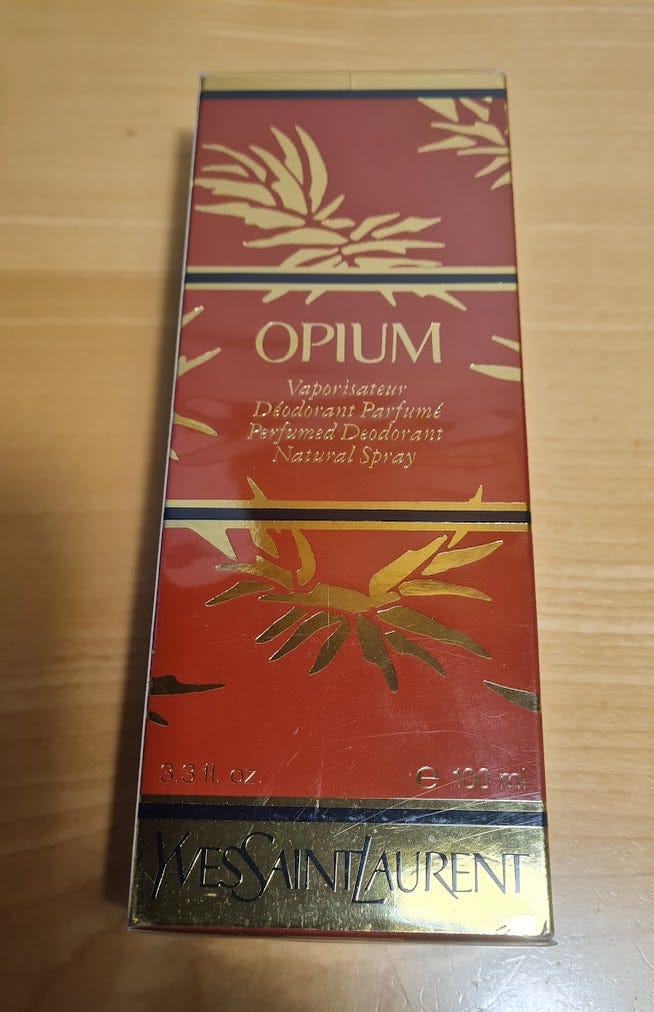 OPIUM
Vaporisateur
Déodorant Parfumé
Perfumed Deodorant
Natural Spray
3.3 fl. oz. ℮ 100 ml
YVESSAINTLAURENT